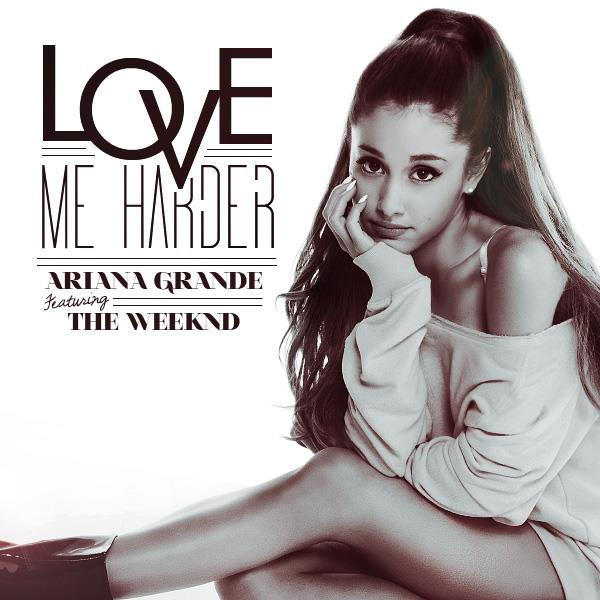 LOVE
ME HARDER
ARIANA GRANDE
Featuring
THE WEEKND